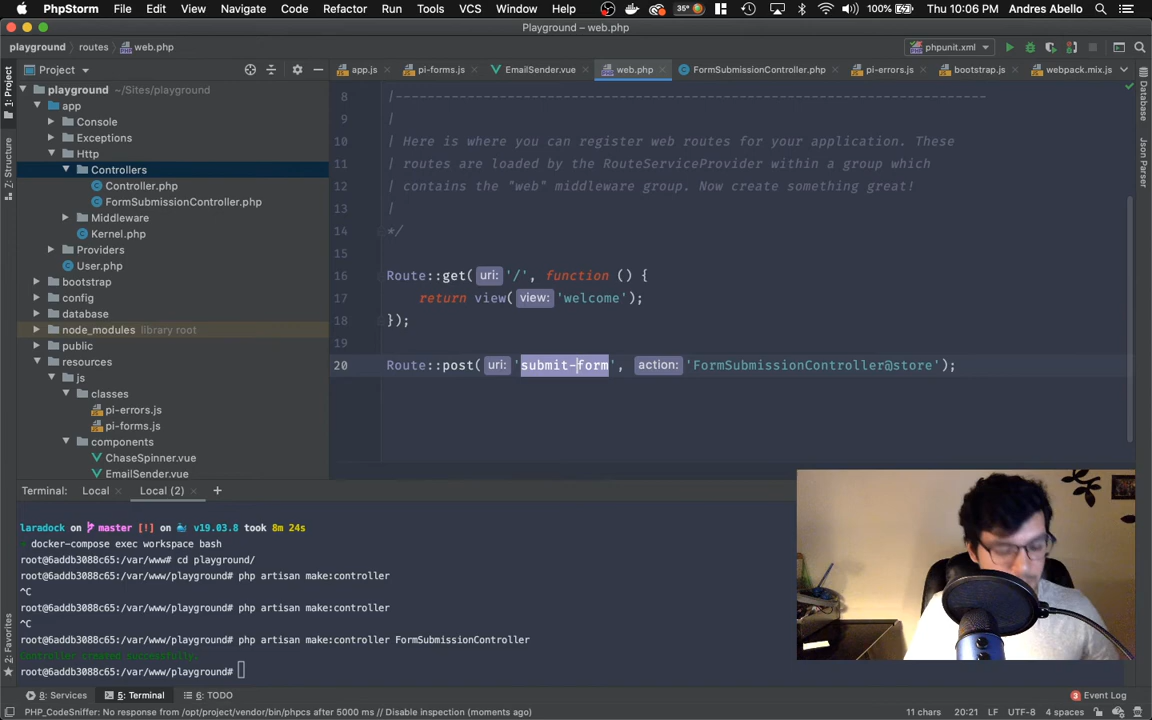 PhpStorm File Edit View Navigate Code Refactor Run Tools VCS Window Help 35° 100% Thu 10:06 PM Andres Abello
Playground – web.php
playground routes web.php phpunit.xml
Project app.js pi-forms.js EmailSender.vue web.php FormSubmissionController.php pi-errors.js bootstrap.js webpack.mix.js
1: Project
Z: Structure
2: Favorites
Database
Json Parser
playground ~/Sites/playground
app
Console
Exceptions
Http
Controllers
Controller.php
FormSubmissionController.php
Middleware
Kernel.php
Providers
User.php
bootstrap
config
database
node_modules library root
public
resources
js
classes
pi-errors.js
pi-forms.js
components
ChaseSpinner.vue
EmailSender.vue
8 |--------------------------------------------------------------------------
9 |
10 | Here is where you can register web routes for your application. These
11 | routes are loaded by the RouteServiceProvider within a group which
12 | contains the "web" middleware group. Now create something great!
13 |
14 */
15
16 Route::get( uri: '/', function () {
17 return view( view: 'welcome');
18 });
19
20 Route::post( uri: 'submit-form', action: 'FormSubmissionController@store');
Terminal: Local Local (2) +
laradock on master [!] on v19.03.8 took 8m 24s
docker-compose exec workspace bash
root@6addb3088c65:/var/www# cd playground/
root@6addb3088c65:/var/www/playground# php artisan make:controller
^C
root@6addb3088c65:/var/www/playground# php artisan make:controller
^C
root@6addb3088c65:/var/www/playground# php artisan make:controller FormSubmissionController
Controller created successfully.
root@6addb3088c65:/var/www/playground#
8: Services 5: Terminal 6: TODO 3 Event Log
PHP_CodeSniffer: No response from /opt/project/vendor/bin/phpcs after 5000 ms // Disable inspection (moments ago) 11 chars 20:21 LF UTF-8 4 spaces